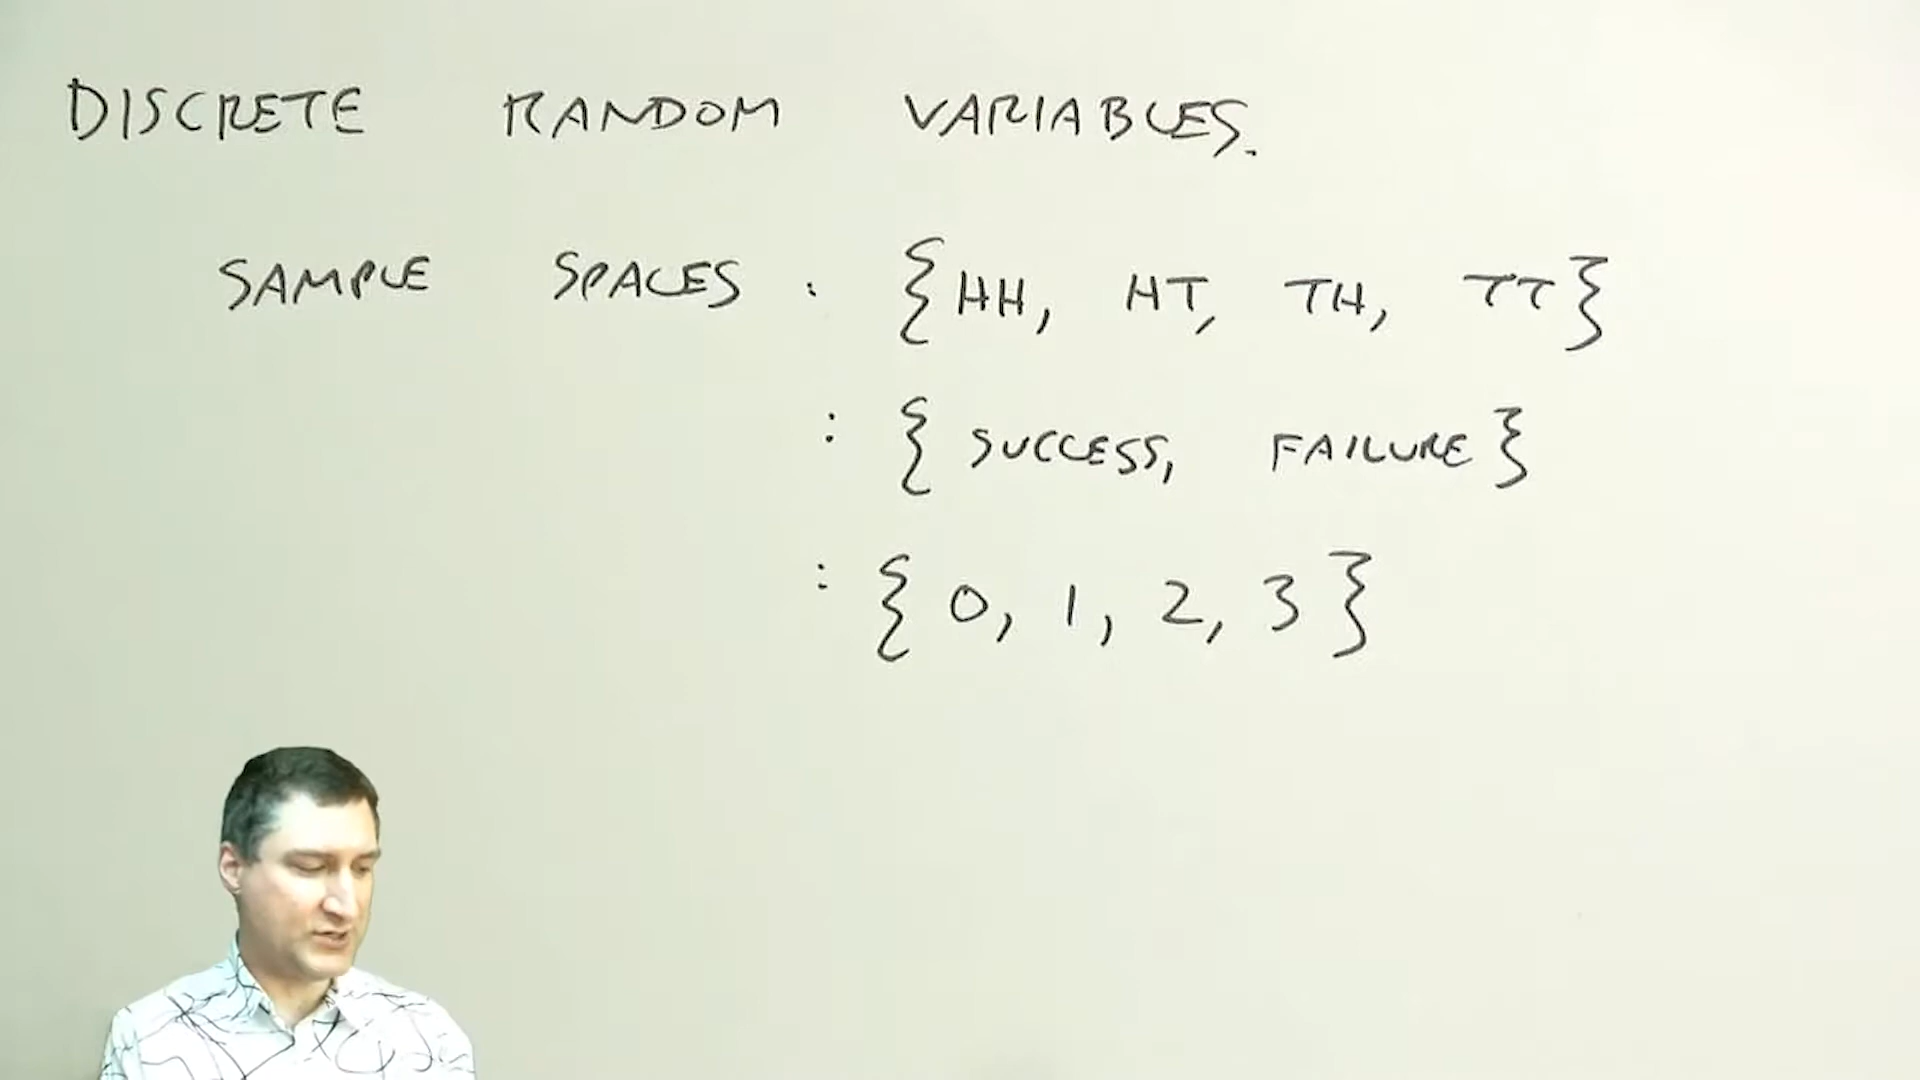 DISCRETE RANDOM VARIABLES.
SAMPLE SPACES : {HH, HT, TH, TT}
: {SUCCESS, FAILURE}
: {0, 1, 2, 3}